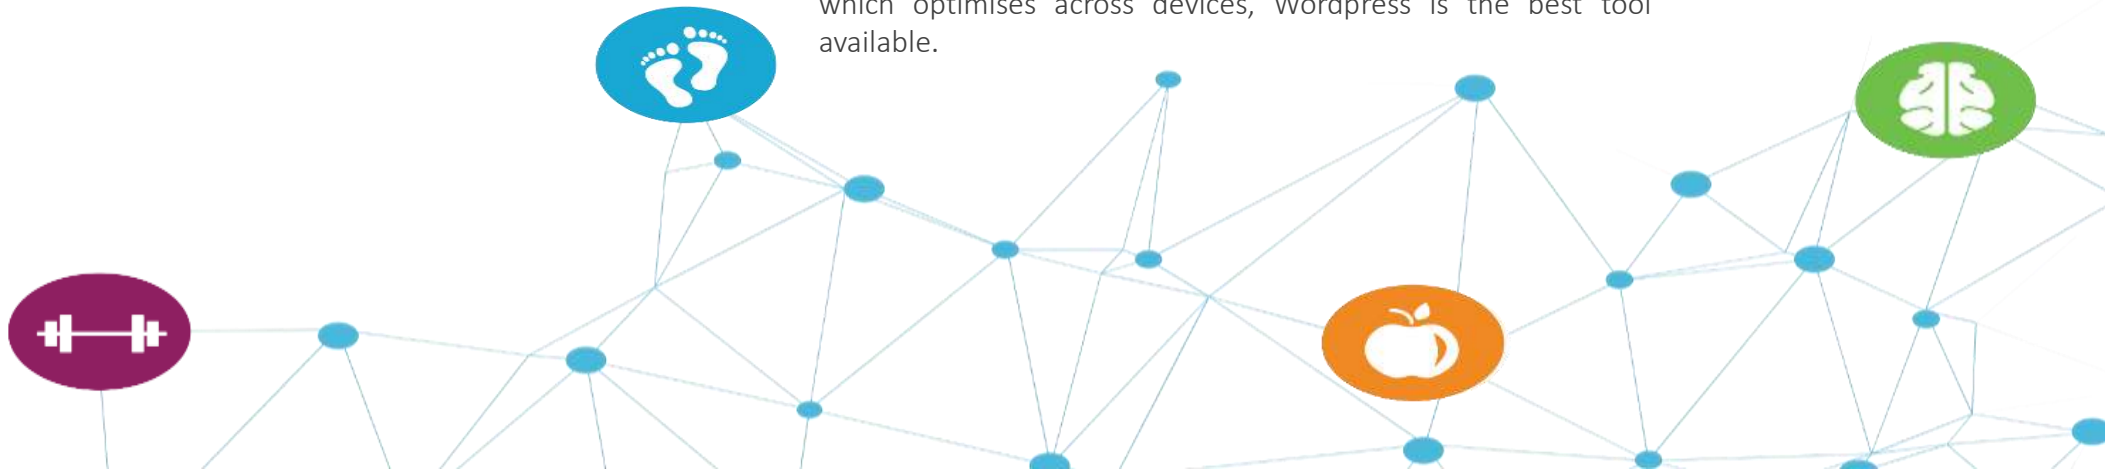 which optimises across devices, Wordpress is the best tool
available.